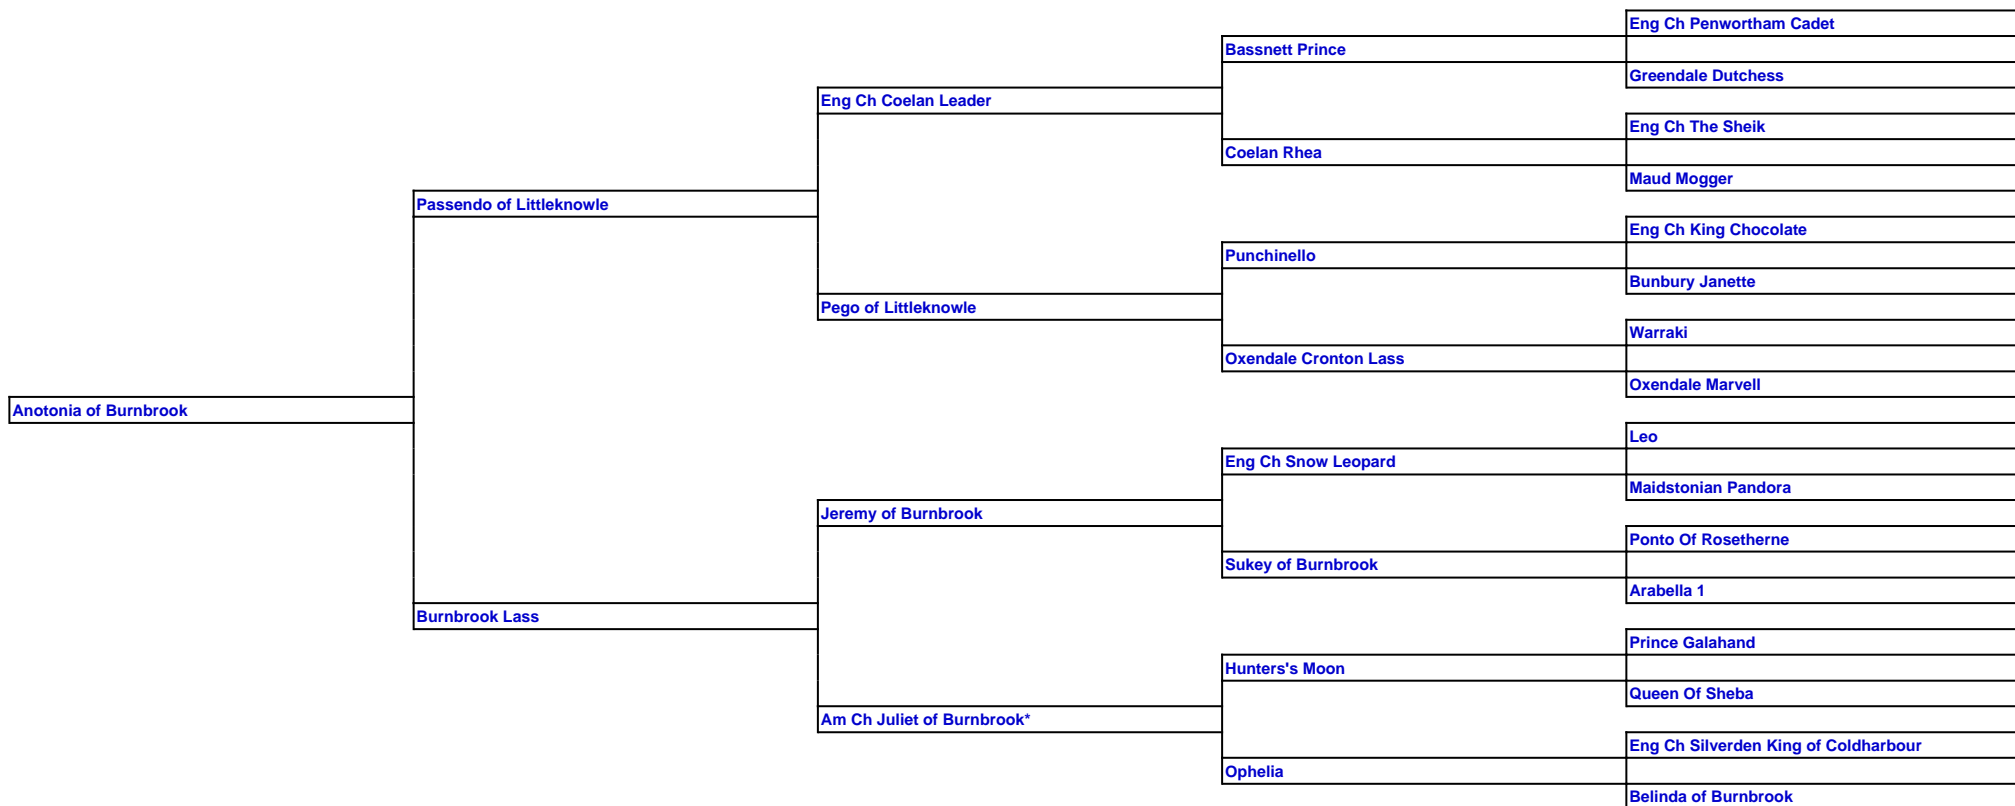 Eng Ch Penwortham Cadet
Bassnett Prince
Greendale Dutchess
Eng Ch Coelan Leader
Eng Ch The Sheik
Coelan Rhea
Maud Mogger
Passendo of Littleknowle
Eng Ch King Chocolate
Punchinello
Bunbury Janette
Pego of Littleknowle
Warraki
Oxendale Cronton Lass
Oxendale Marvell
Anotonia of Burnbrook
Leo
Eng Ch Snow Leopard
Maidstonian Pandora
Jeremy of Burnbrook
Ponto Of Rosetherne
Sukey of Burnbrook
Arabella 1
Burnbrook Lass
Prince Galahand
Hunters's Moon
Queen Of Sheba
Am Ch Juliet of Burnbrook*
Eng Ch Silverden King of Coldharbour
Ophelia
Belinda of Burnbrook